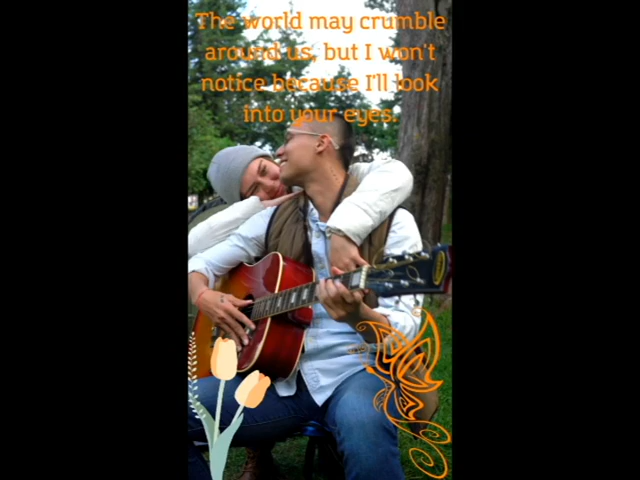 The world may crumble
around us, but I won't
notice because I'll look
into your eyes.